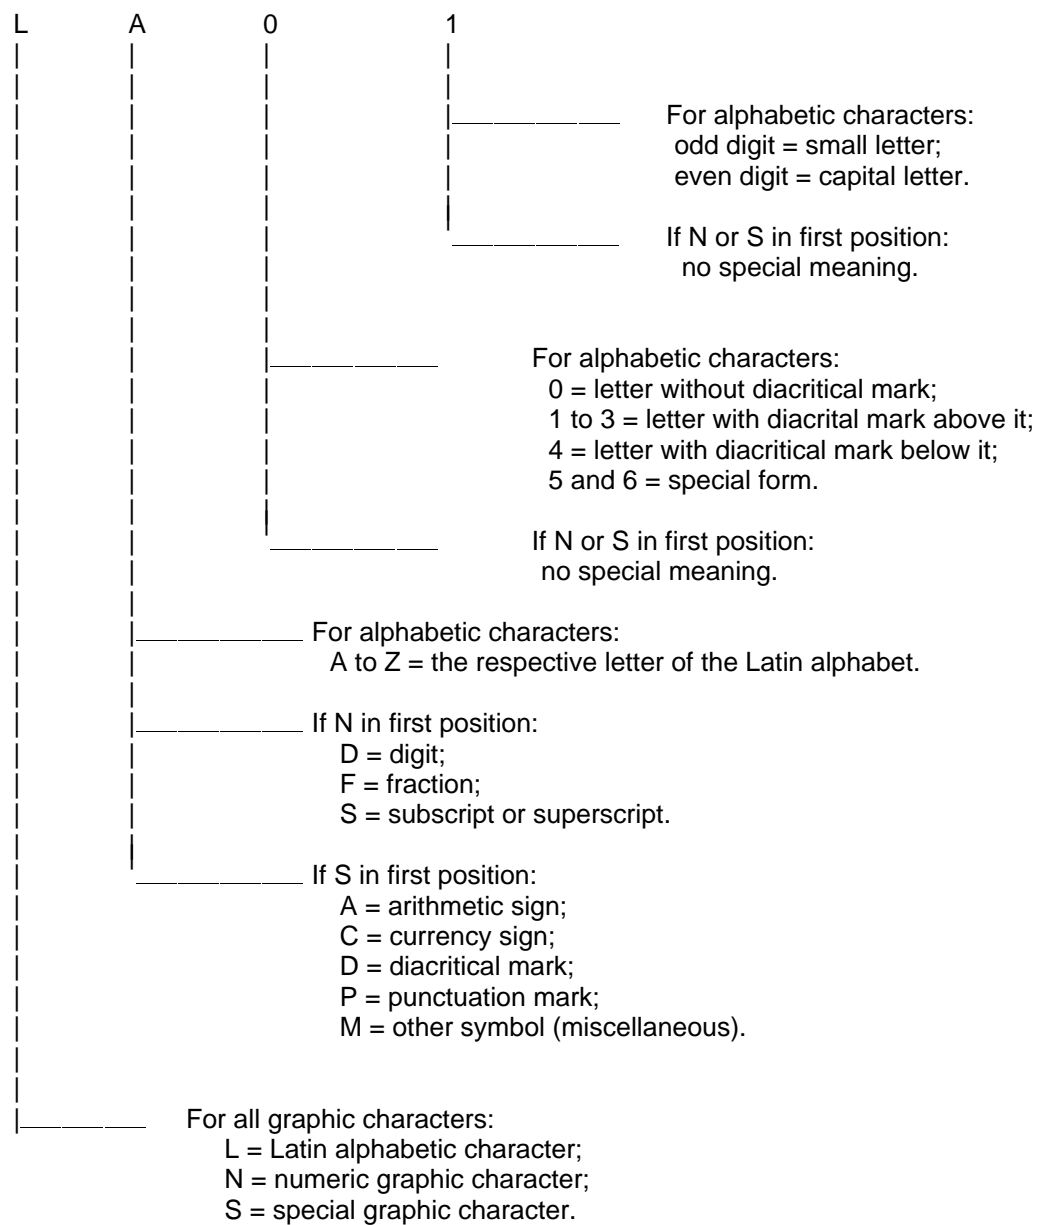 L A 0 1
For alphabetic characters:
odd digit = small letter;
even digit = capital letter.
If N or S in first position:
no special meaning.
For alphabetic characters:
0 = letter without diacritical mark;
1 to 3 = letter with diacrital mark above it;
4 = letter with diacritical mark below it;
5 and 6 = special form.
If N or S in first position:
no special meaning.
For alphabetic characters:
A to Z = the respective letter of the Latin alphabet.
If N in first position:
D = digit;
F = fraction;
S = subscript or superscript.
If S in first position:
A = arithmetic sign;
C = currency sign;
D = diacritical mark;
P = punctuation mark;
M = other symbol (miscellaneous).
For all graphic characters:
L = Latin alphabetic character;
N = numeric graphic character;
S = special graphic character.